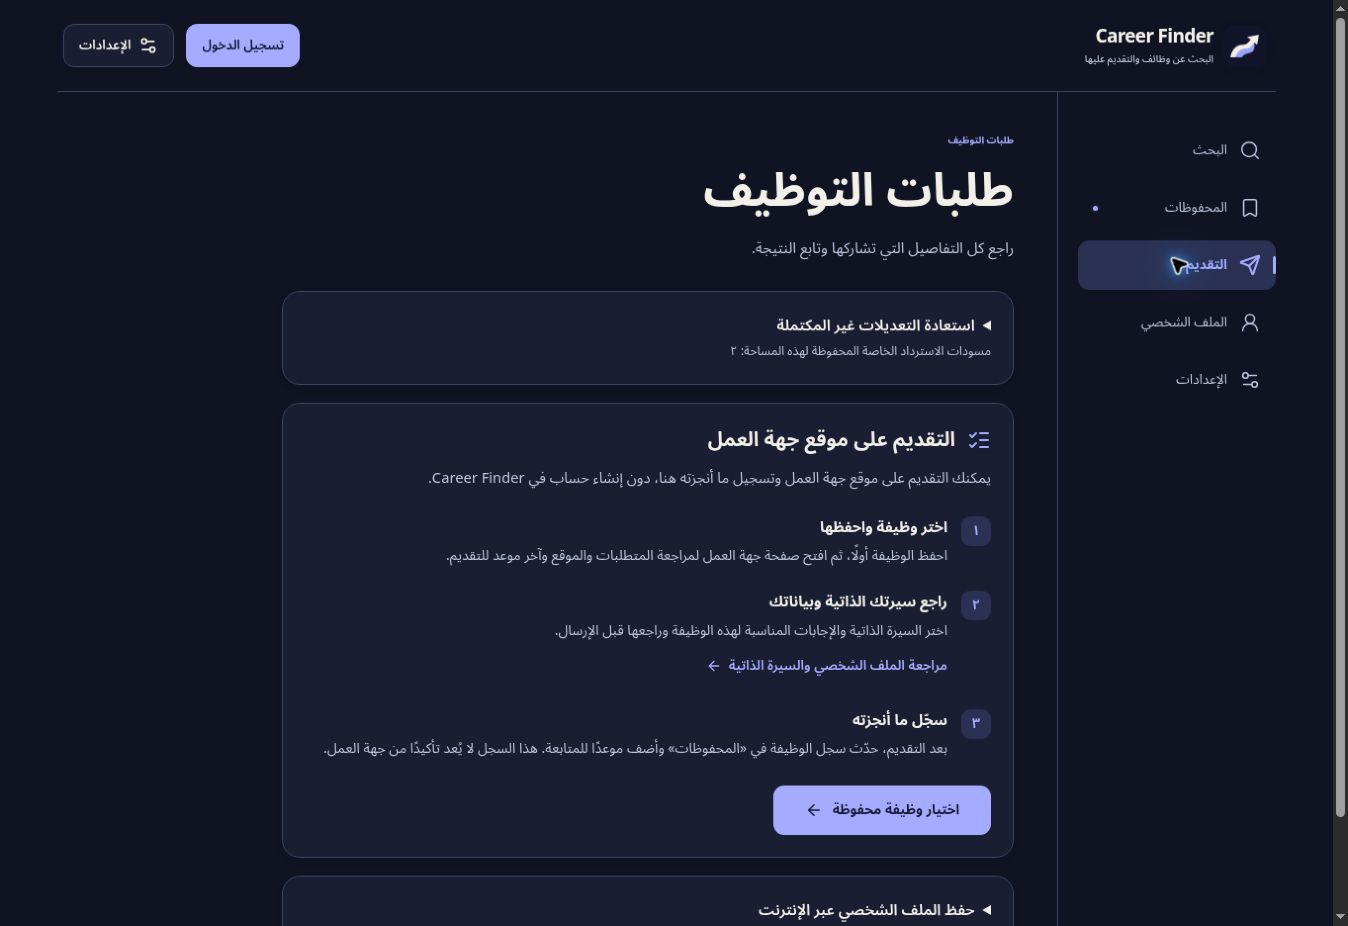 Career Finder
البحث عن وظائف والتقديم عليها
تسجيل الدخول
الإعدادات
البحث
المحفوظات
التقديم
الملف الشخصي
الإعدادات
طلبات التوظيف
طلبات التوظيف
راجع كل التفاصيل التي تشاركها وتابع النتيجة.
استعادة التعديلات غير المكتملة
مسودات الاسترداد الخاصة المحفوظة لهذه المساحة: ٢
التقديم على موقع جهة العمل
يمكنك التقديم على موقع جهة العمل وتسجيل ما أنجزته هنا، دون إنشاء حساب في Career Finder.
١
اختر وظيفة واحفظها
احفظ الوظيفة أولًا، ثم افتح صفحة جهة العمل لمراجعة المتطلبات والموقع وآخر موعد للتقديم.
٢
راجع سيرتك الذاتية وبياناتك
اختر السيرة الذاتية والإجابات المناسبة لهذه الوظيفة وراجعها قبل الإرسال.
مراجعة الملف الشخصي والسيرة الذاتية
٣
سجّل ما أنجزته
بعد التقديم، حدّث سجل الوظيفة في «المحفوظات» وأضف موعدًا للمتابعة. هذا السجل لا يُعد تأكيدًا من جهة العمل.
اختيار وظيفة محفوظة
حفظ الملف الشخصي عبر الإنترنت